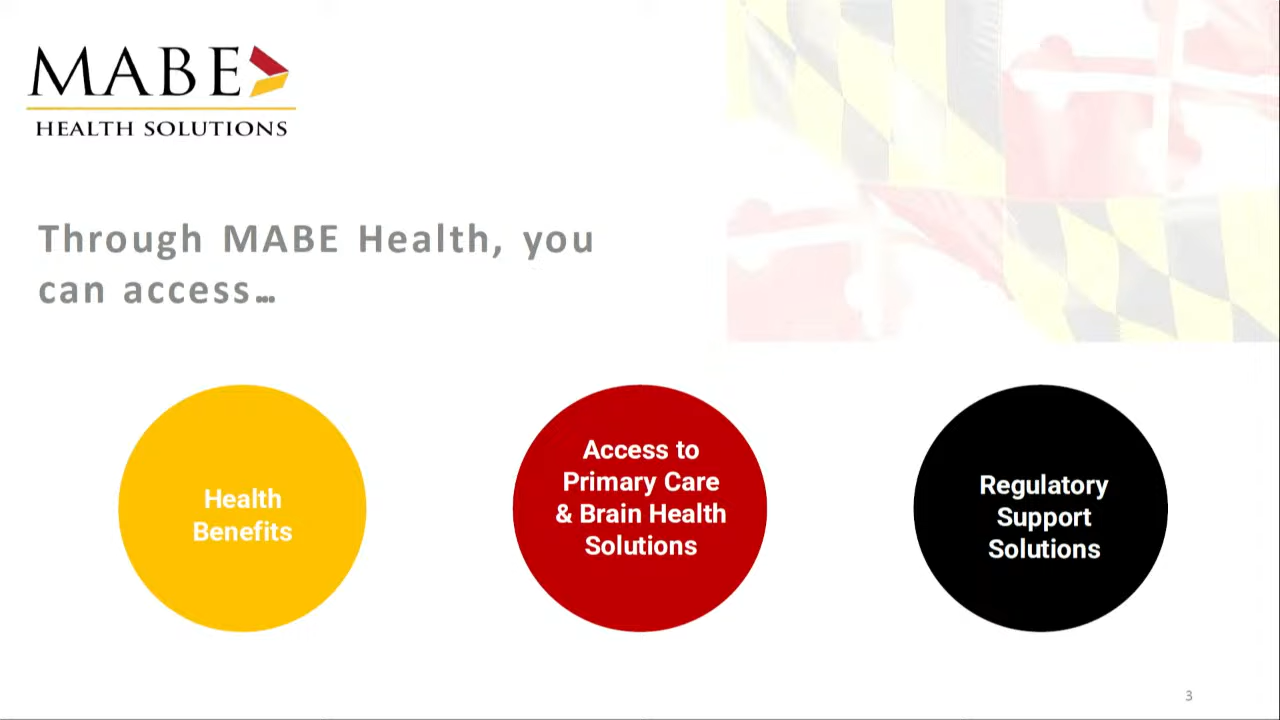 MABE
HEALTH SOLUTIONS
Through MABE Health, you
can access…
Health
Benefits
Access to
Primary Care
& Brain Health
Solutions
Regulatory
Support
Solutions
3